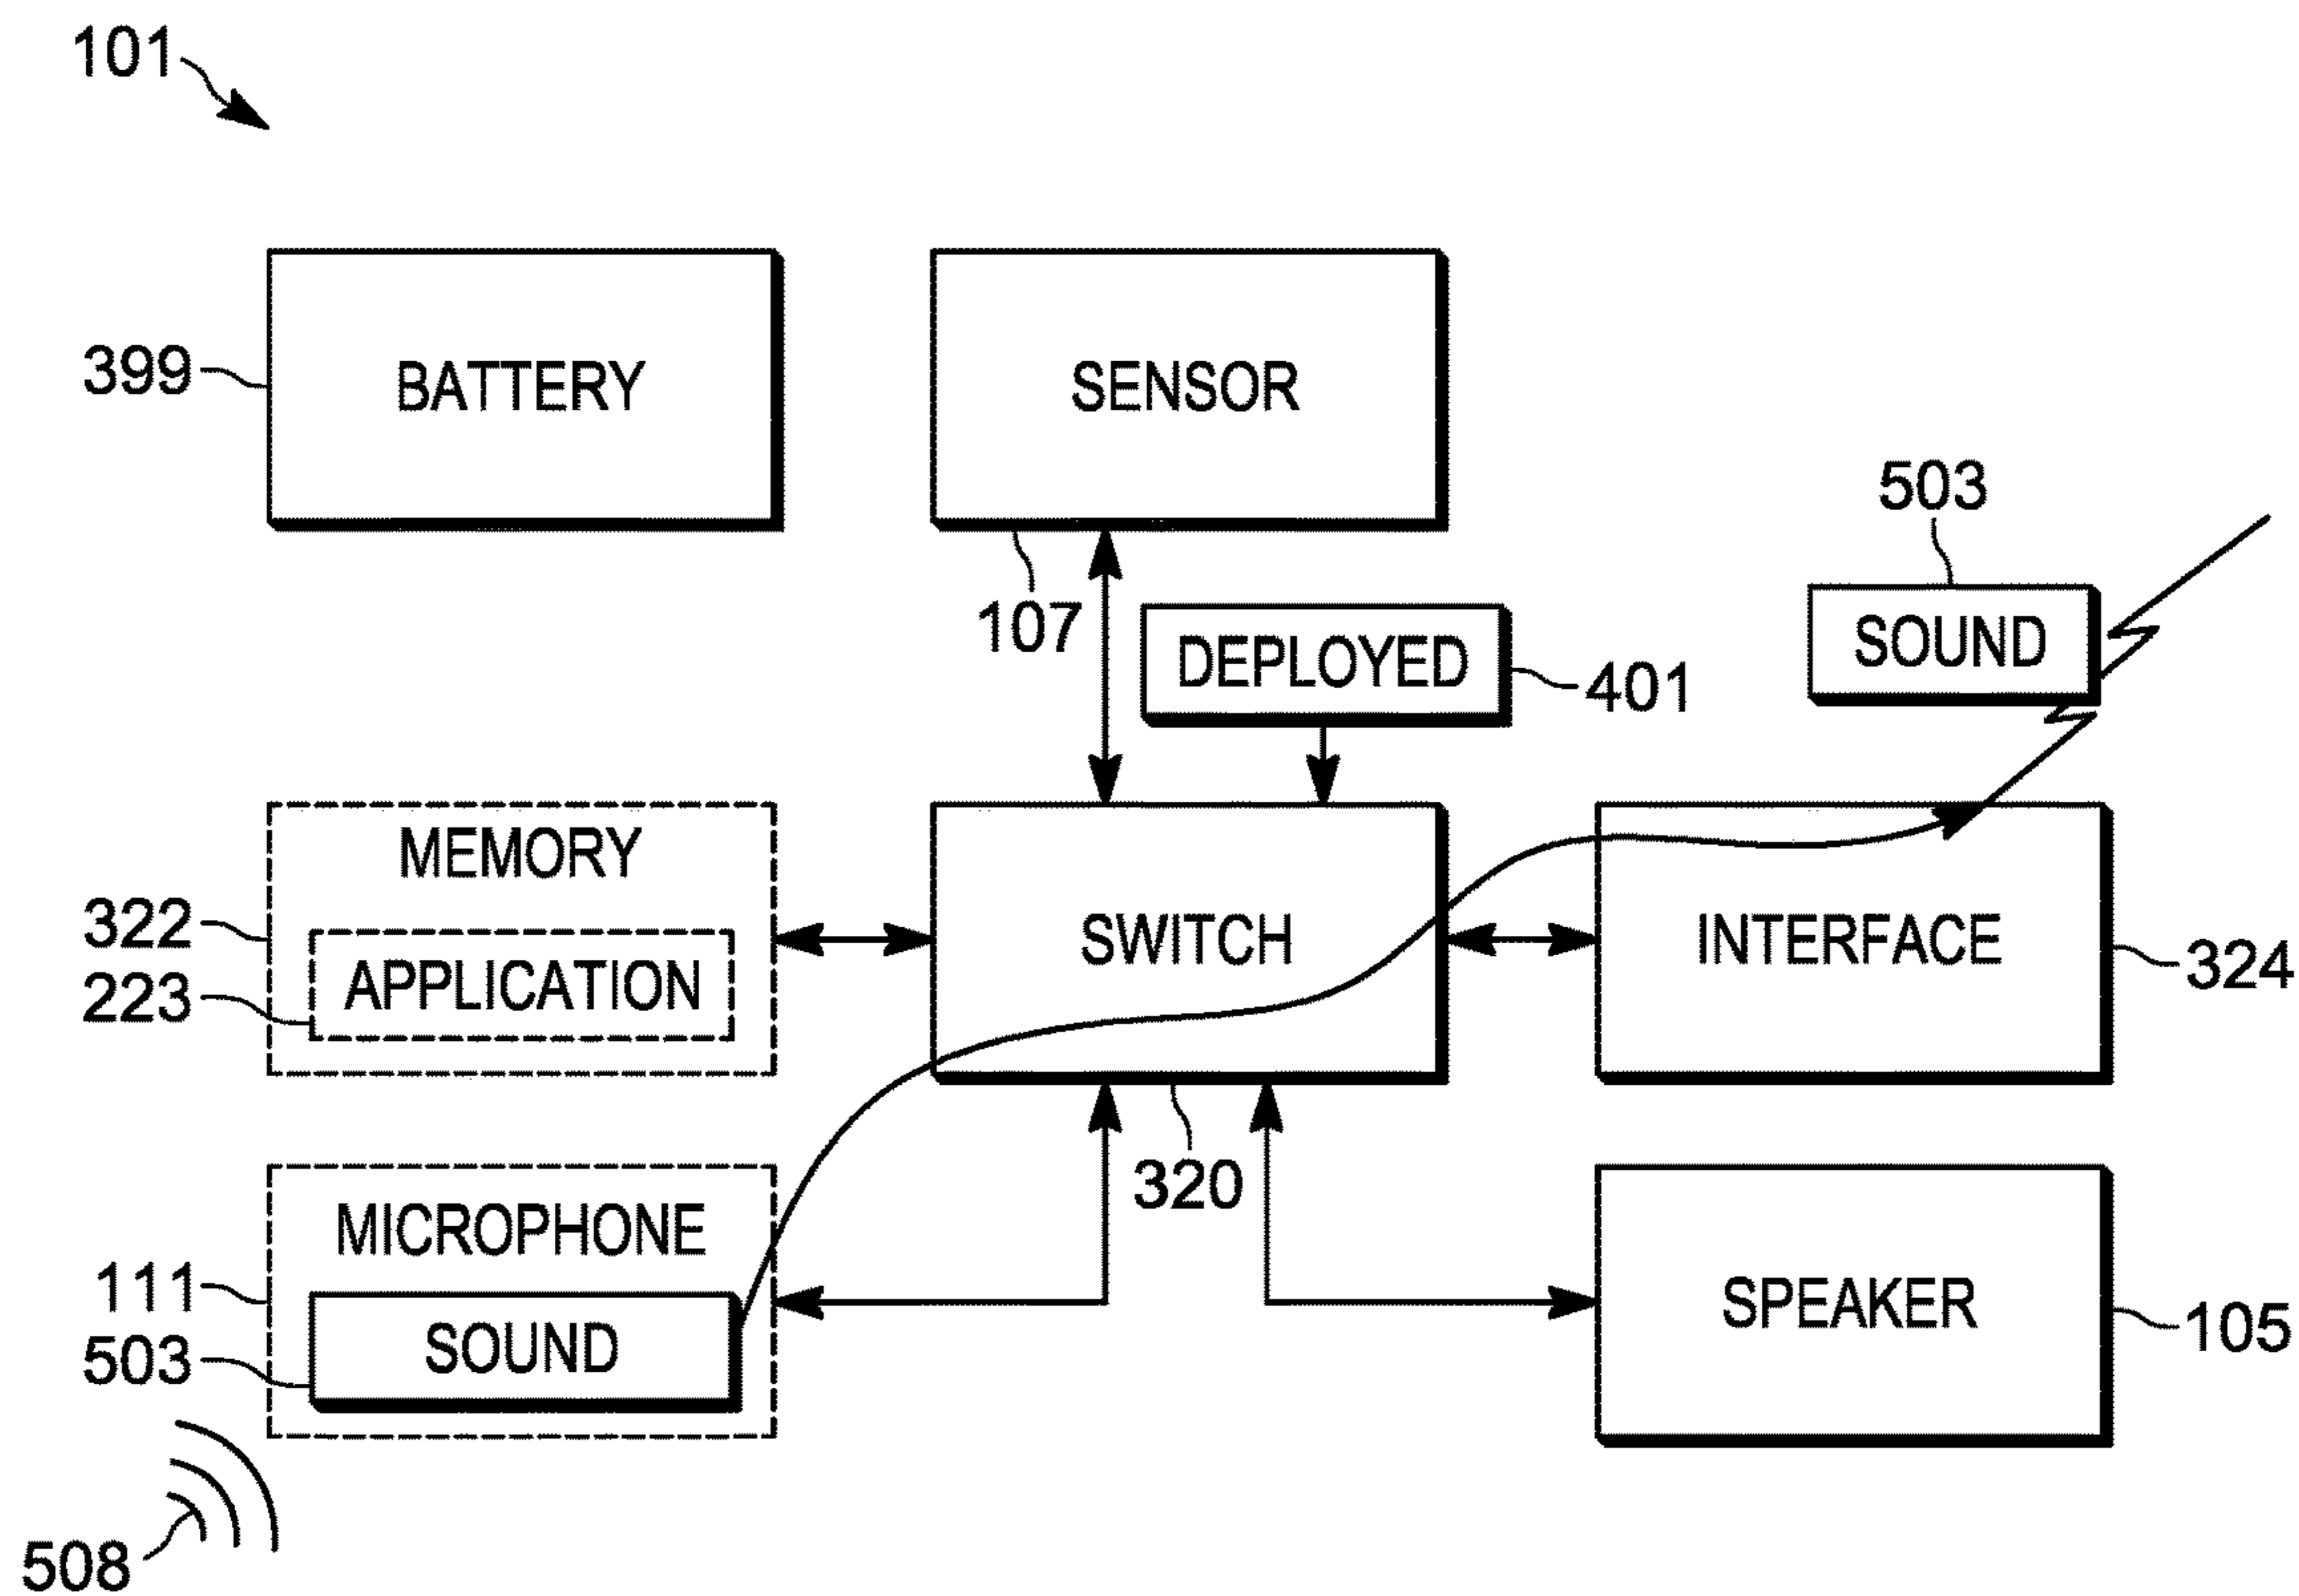 101
399
BATTERY
SENSOR
107
DEPLOYED
401
503
SOUND
322
MEMORY
223
APPLICATION
SWITCH
320
INTERFACE
324
111
MICROPHONE
503
SOUND
SPEAKER
105
508